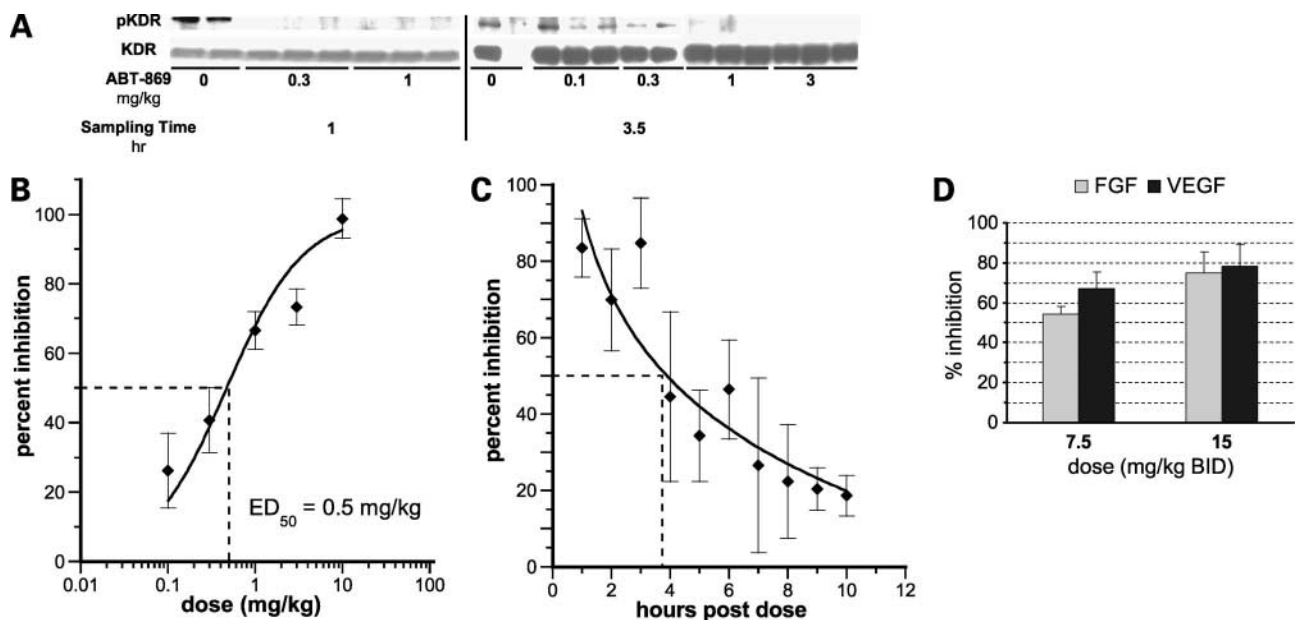 A
pKDR
KDR
ABT-869 0 0.3 1 0 0.1 0.3 1 3
mg/kg
Sampling Time 1 3.5
hr
B
percent inhibition
100
80
60
40
20
0
ED50 = 0.5 mg/kg
0.01 0.1 1 10 100
dose (mg/kg)
C
percent inhibition
100
80
60
40
20
0
0 2 4 6 8 10 12
hours post dose
D
FGF VEGF
% inhibition
100
80
60
40
20
0
7.5 15
dose (mg/kg BID)